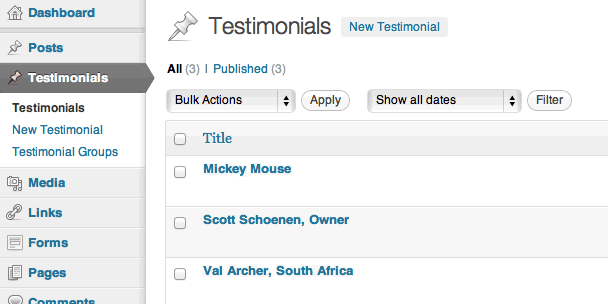 Dashboard
Posts
Testimonials
Testimonials
New Testimonial
Testimonial Groups
Media
Links
Forms
Pages
Comments
Testimonials New Testimonial
All (3) | Published (3)
Bulk Actions Apply Show all dates Filter
Title
Mickey Mouse
Scott Schoenen, Owner
Val Archer, South Africa